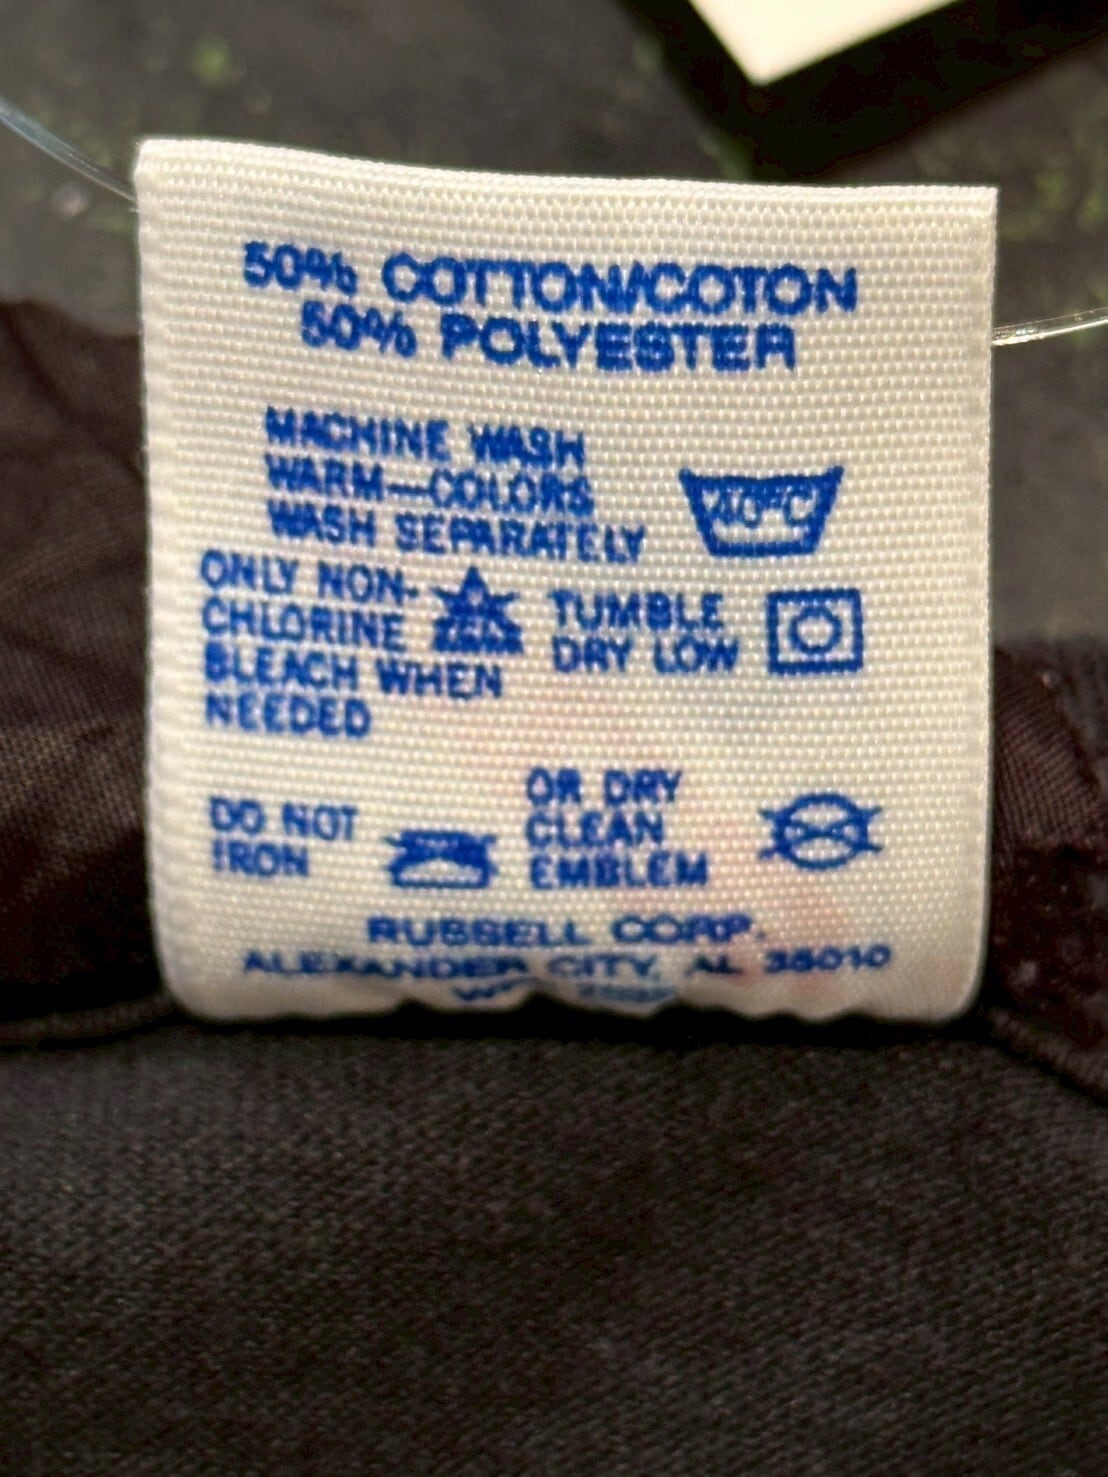 50% COTTON/COTON
50% POLYESTER
MACHINE WASH
WARM—COLORS
WASH SEPARATELY
40°C
ONLY NON-
CHLORINE
BLEACH WHEN
NEEDED
TUMBLE
DRY LOW
DO NOT
IRON
OR DRY
CLEAN
EMBLEM
RUSSELL CORP.
ALEXANDER CITY, AL 35010